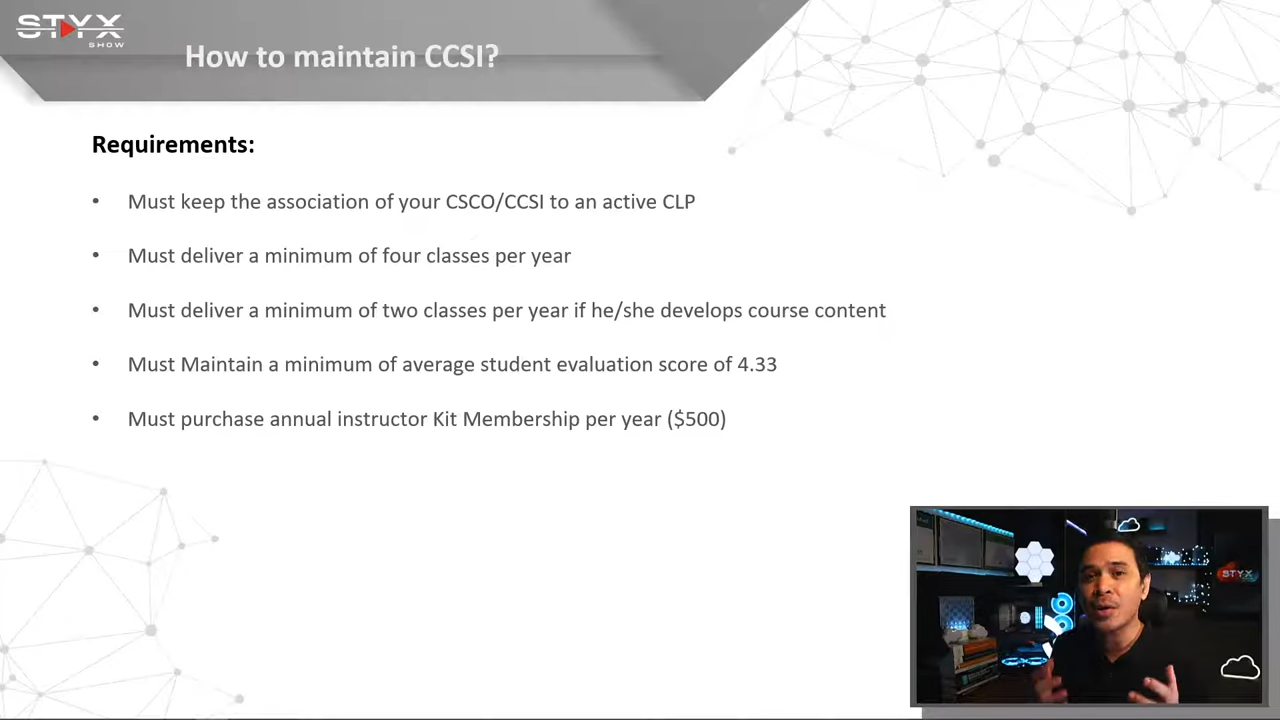 STYX
SHOW
How to maintain CCSI?
Requirements:
• Must keep the association of your CSCO/CCSI to an active CLP
• Must deliver a minimum of four classes per year
• Must deliver a minimum of two classes per year if he/she develops course content
• Must Maintain a minimum of average student evaluation score of 4.33
• Must purchase annual instructor Kit Membership per year ($500)
STYX